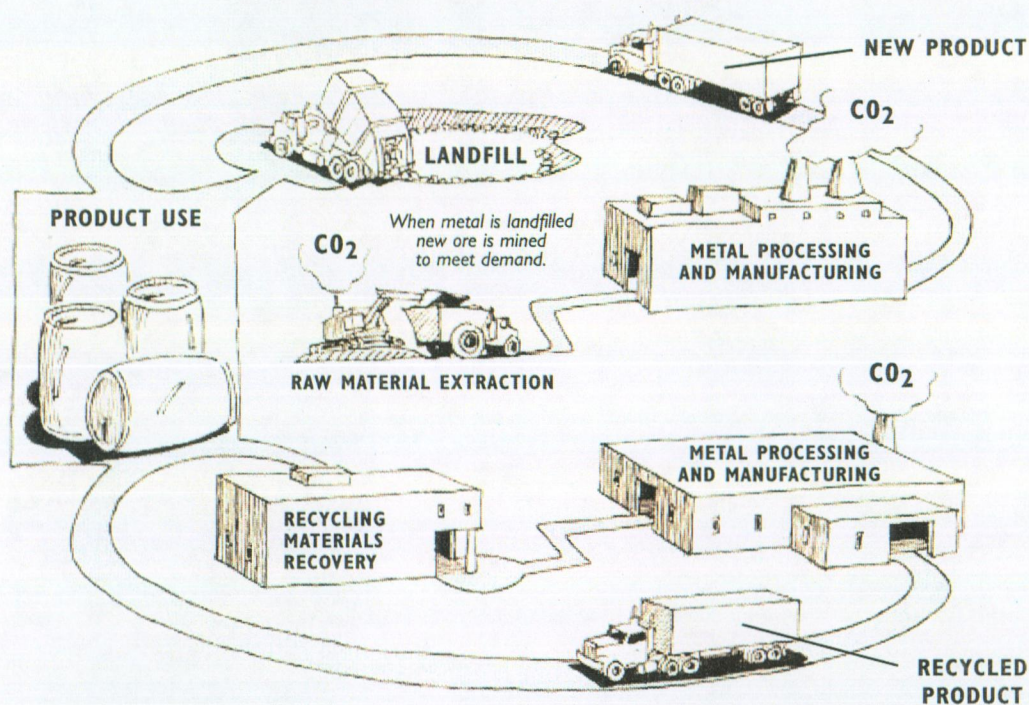 NEW PRODUCT
CO2
LANDFILL
PRODUCT USE
When metal is landfilled
new ore is mined
to meet demand.
CO2
METAL PROCESSING
AND MANUFACTURING
RAW MATERIAL EXTRACTION
CO2
METAL PROCESSING
AND MANUFACTURING
RECYCLING
MATERIALS
RECOVERY
RECYCLED
PRODUCT